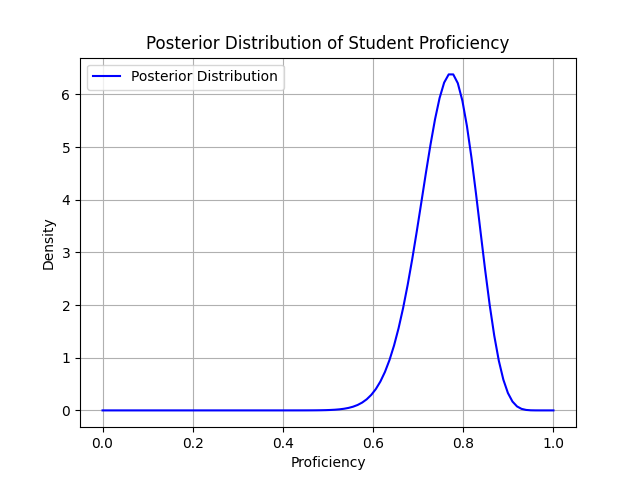 Posterior Distribution of Student Proficiency
Posterior Distribution
6
5
4
3
2
1
0
Density
0.0 0.2 0.4 0.6 0.8 1.0
Proficiency